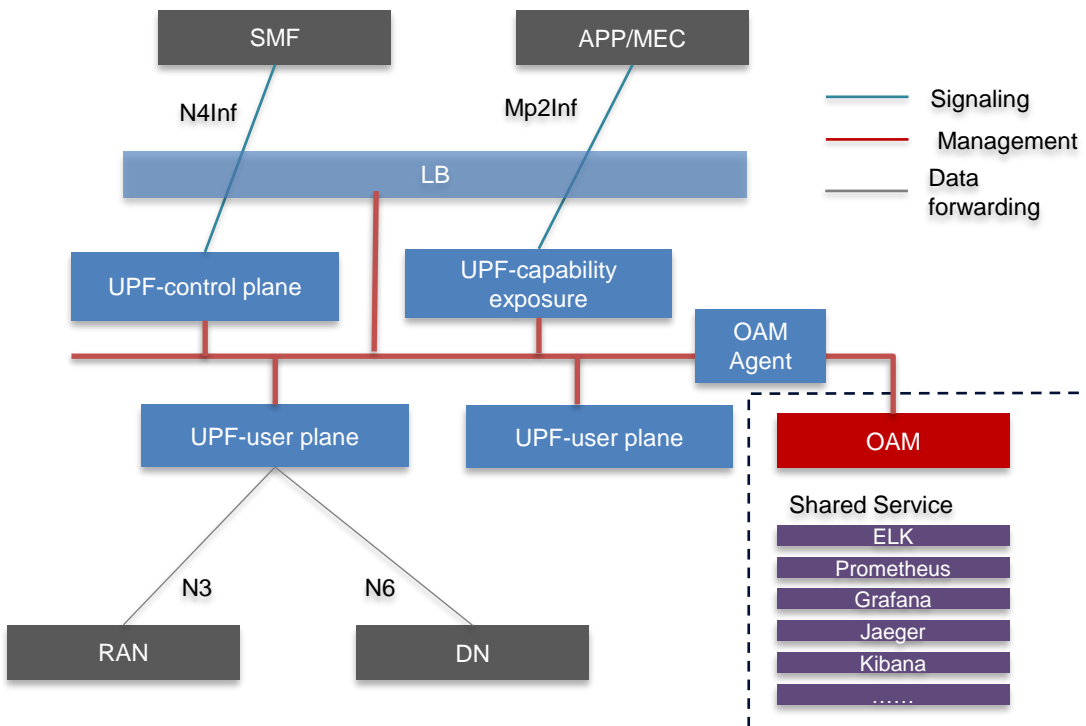 SMF
APP/MEC
N4Inf
Mp2Inf
Signaling
Management
Data
forwarding
LB
UPF-control plane
UPF-capability
exposure
OAM
Agent
UPF-user plane
UPF-user plane
OAM
Shared Service
ELK
Prometheus
Grafana
Jaeger
Kibana
……
N3
N6
RAN
DN